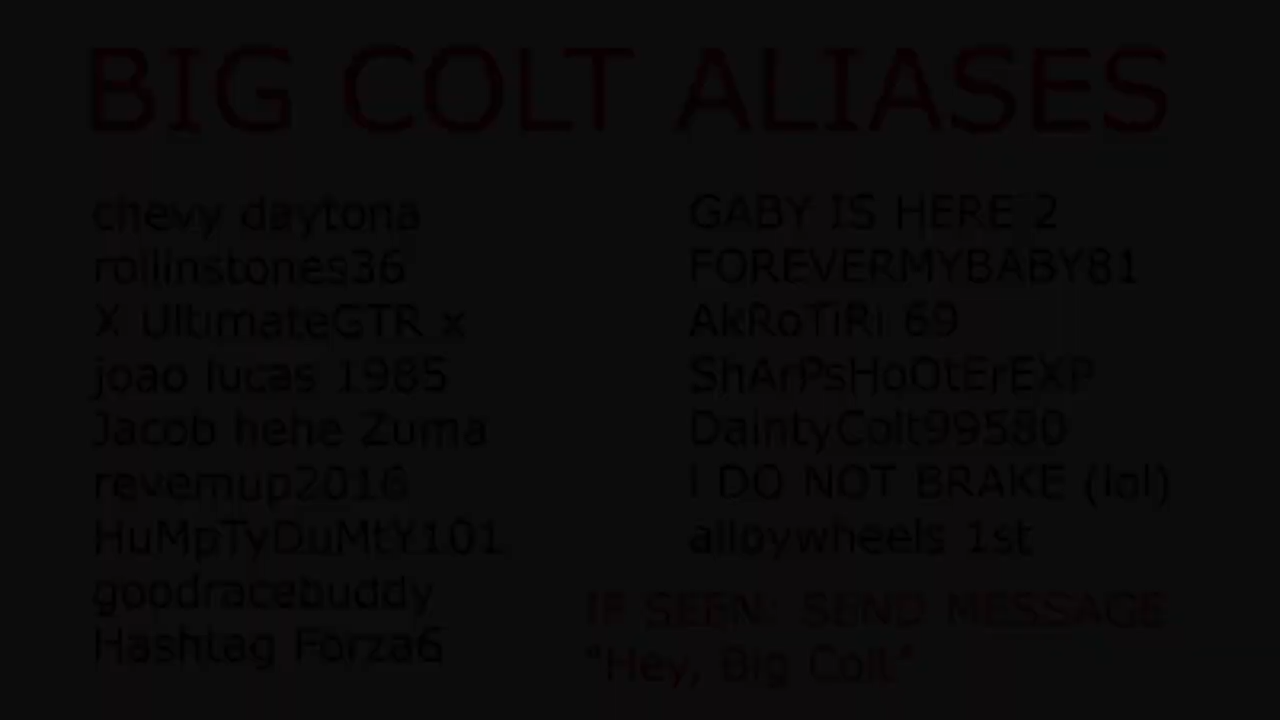 BIG COLT ALIASES
chevy daytona
rollinstones36
X UltimateGTR x
joao lucas 1985
Jacob hehe Zuma
revemup2016
HuMpTyDuMtY101
goodracebuddy
Hashtag Forza6
GABY IS HERE 2
FOREVERMYBABY81
AkRoTiRi 69
ShArPsHoOtErEXP
DaintyColt99580
I DO NOT BRAKE (lol)
alloywheels 1st
IF SEEN: SEND MESSAGE
"Hey, Big Colt"